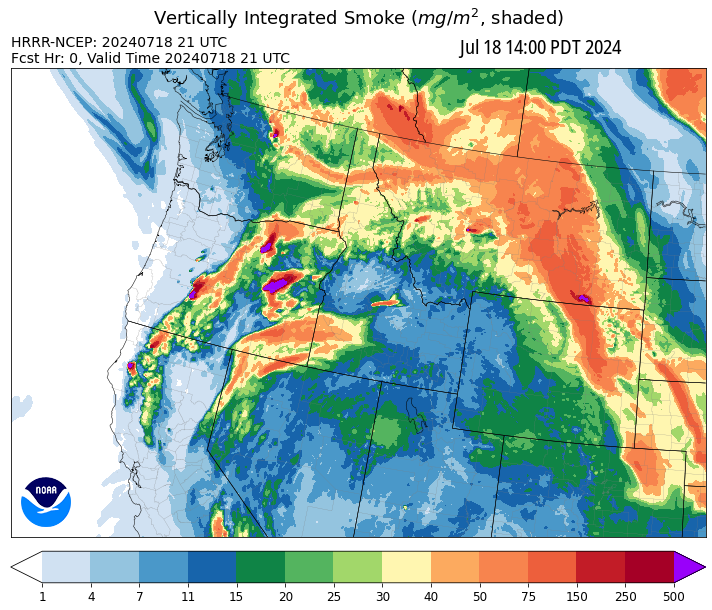 Vertically Integrated Smoke (mg/m², shaded)
HRRR-NCEP: 20240718 21 UTC
Jul 18 14:00 PDT 2024
Fcst Hr: 0, Valid Time 20240718 21 UTC
NOAA
1 4 7 11 15 20 25 30 40 50 75 150 250 500